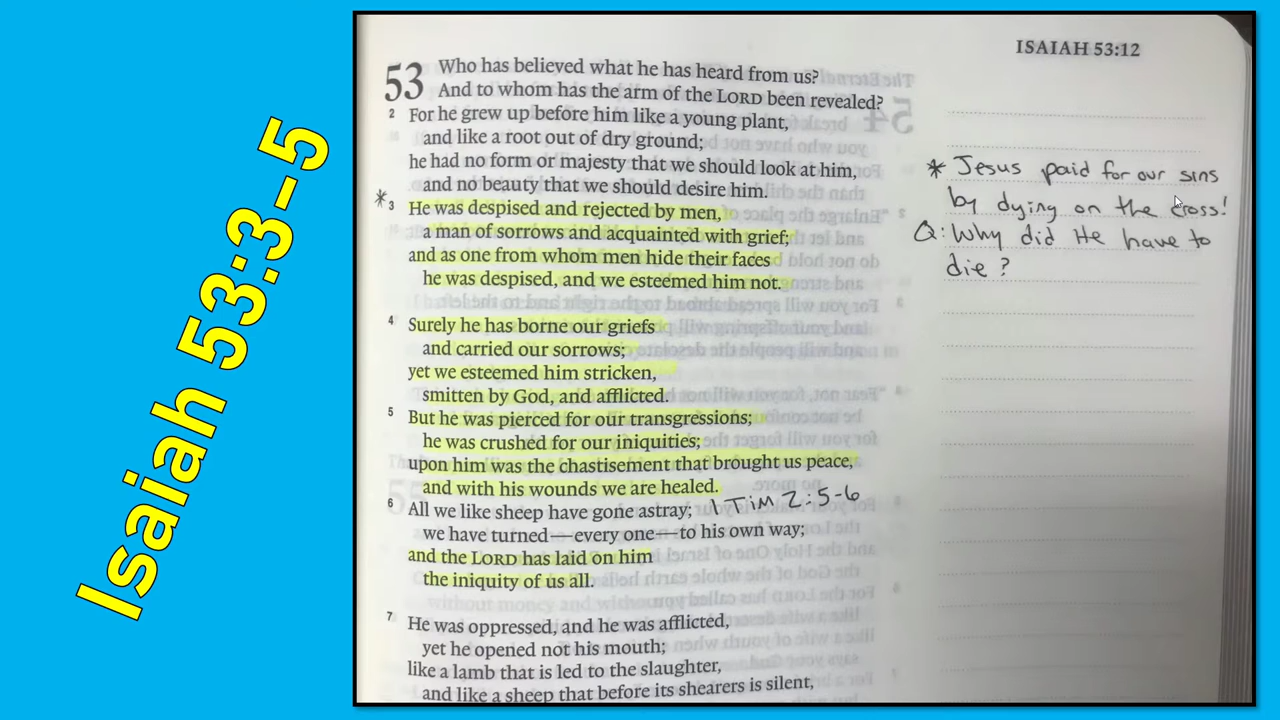 Isaiah 53:3-5
ISAIAH 53:12
53 Who has believed what he has heard from us?
And to whom has the arm of the LORD been revealed?
2 For he grew up before him like a young plant,
and like a root out of dry ground;
he had no form or majesty that we should look at him,
and no beauty that we should desire him.
* 3 He was despised and rejected by men,
a man of sorrows and acquainted with grief;
and as one from whom men hide their faces
he was despised, and we esteemed him not.
4 Surely he has borne our griefs
and carried our sorrows;
yet we esteemed him stricken,
smitten by God, and afflicted.
5 But he was pierced for our transgressions;
he was crushed for our iniquities;
upon him was the chastisement that brought us peace,
and with his wounds we are healed.
6 All we like sheep have gone astray; 1 Tim 2:5-6
we have turned—every one—to his own way;
and the LORD has laid on him
the iniquity of us all.
7 He was oppressed, and he was afflicted,
yet he opened not his mouth;
like a lamb that is led to the slaughter,
and like a sheep that before its shearers is silent,
* Jesus paid for our sins
by dying on the cross!
Q: Why did He have to
die?